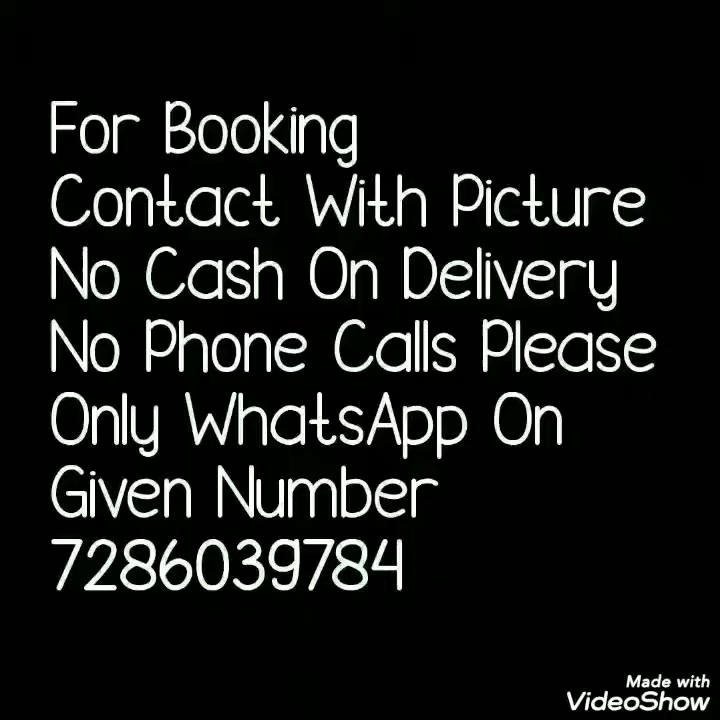 For Booking
Contact With Picture
No Cash On Delivery
No Phone Calls Please
Only WhatsApp On
Given Number
7286039784
Made with
VideoShow